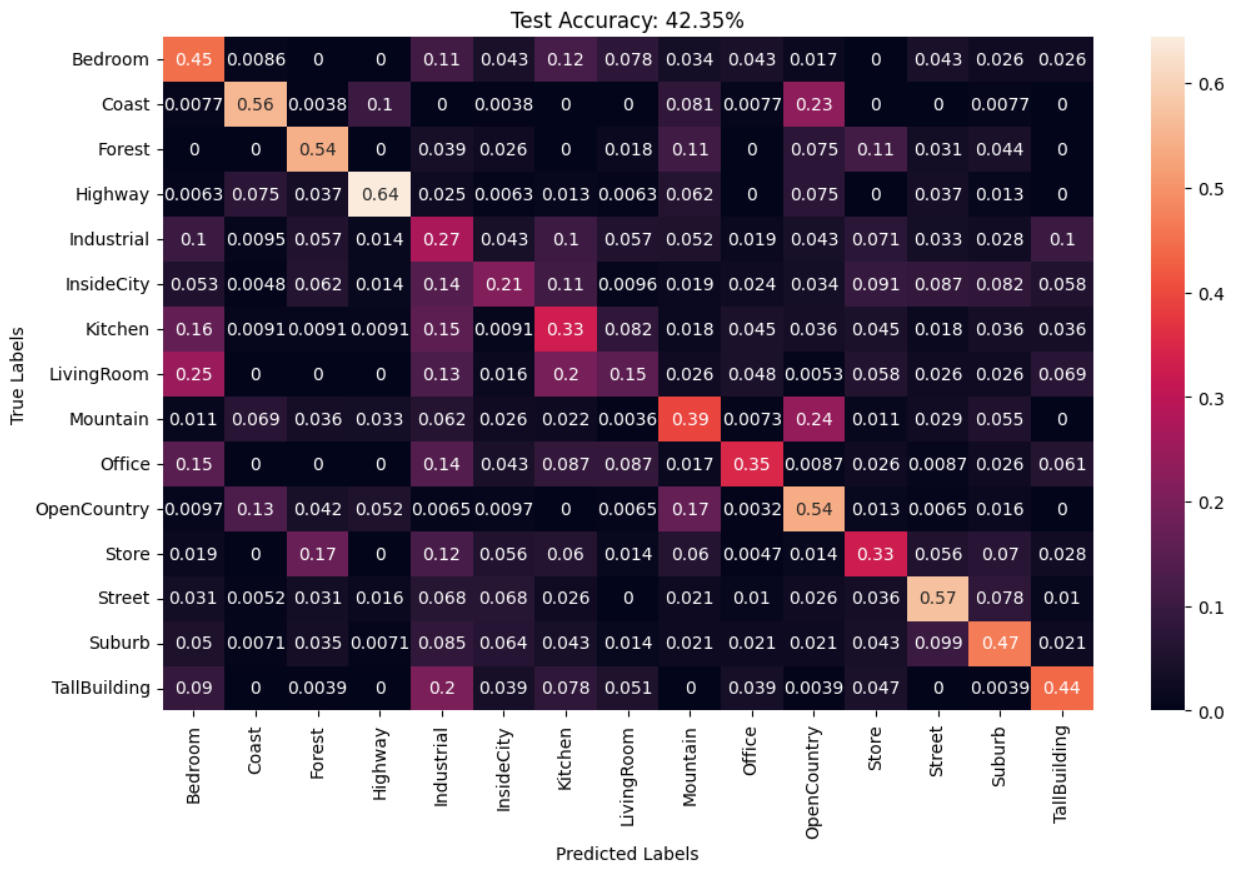 Test Accuracy: 42.35%
Bedroom 0.45 0.0086 0 0 0.11 0.043 0.12 0.078 0.034 0.043 0.017 0 0.043 0.026 0.026
Coast 0.0077 0.56 0.0038 0.1 0 0.0038 0 0 0.081 0.0077 0.23 0 0 0.0077 0
Forest 0 0 0.54 0 0.039 0.026 0 0.018 0.11 0 0.075 0.11 0.031 0.044 0
Highway 0.0063 0.075 0.037 0.64 0.025 0.0063 0.013 0.0063 0.062 0 0.075 0 0.037 0.013 0
Industrial 0.1 0.0095 0.057 0.014 0.27 0.043 0.1 0.057 0.052 0.019 0.043 0.071 0.033 0.028 0.1
InsideCity 0.053 0.0048 0.062 0.014 0.14 0.21 0.11 0.0096 0.019 0.024 0.034 0.091 0.087 0.082 0.058
Kitchen 0.16 0.0091 0.0091 0.0091 0.15 0.0091 0.33 0.082 0.018 0.045 0.036 0.045 0.018 0.036 0.036
LivingRoom 0.25 0 0 0 0.13 0.016 0.2 0.15 0.026 0.048 0.0053 0.058 0.026 0.026 0.069
Mountain 0.011 0.069 0.036 0.033 0.062 0.026 0.022 0.0036 0.39 0.0073 0.24 0.011 0.029 0.055 0
Office 0.15 0 0 0 0.14 0.043 0.087 0.087 0.017 0.35 0.0087 0.026 0.0087 0.026 0.061
OpenCountry 0.0097 0.13 0.042 0.052 0.0065 0.0097 0 0.0065 0.17 0.0032 0.54 0.013 0.0065 0.016 0
Store 0.019 0 0.17 0 0.12 0.056 0.06 0.014 0.06 0.0047 0.014 0.33 0.056 0.07 0.028
Street 0.031 0.0052 0.031 0.016 0.068 0.068 0.026 0 0.021 0.01 0.026 0.036 0.57 0.078 0.01
Suburb 0.05 0.0071 0.035 0.0071 0.085 0.064 0.043 0.014 0.021 0.021 0.021 0.043 0.099 0.47 0.021
TallBuilding 0.09 0 0.0039 0 0.2 0.039 0.078 0.051 0 0.039 0.0039 0.047 0 0.0039 0.44
Bedroom Coast Forest Highway Industrial InsideCity Kitchen LivingRoom Mountain Office OpenCountry Store Street Suburb TallBuilding
Predicted Labels
True Labels
0.6
0.5
0.4
0.3
0.2
0.1
0.0